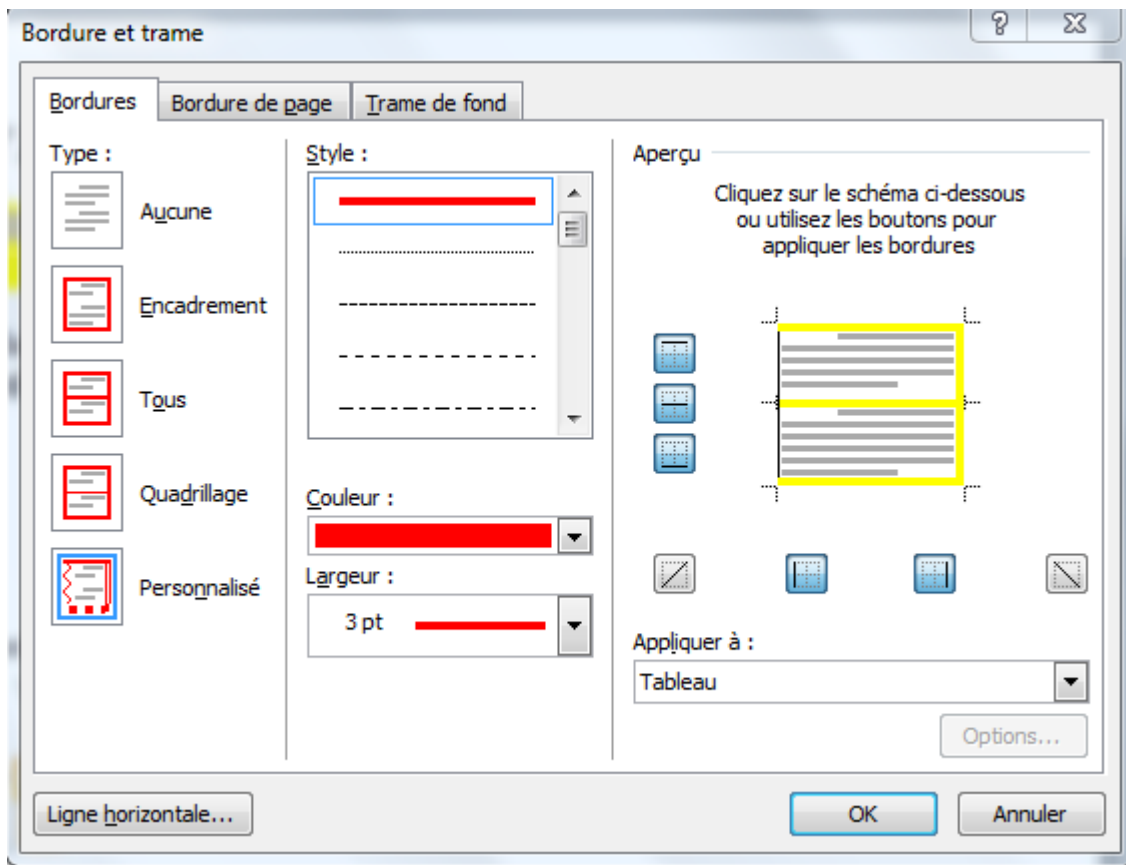 Bordure et trame
Bordures
Bordure de page
Trame de fond
Type :
Aucune
Encadrement
Tous
Quadrillage
Personnalisé
Style :
Couleur :
Largeur :
3 pt
Aperçu
Cliquez sur le schéma ci-dessous
ou utilisez les boutons pour
appliquer les bordures
Appliquer à :
Tableau
Options...
Ligne horizontale...
OK
Annuler